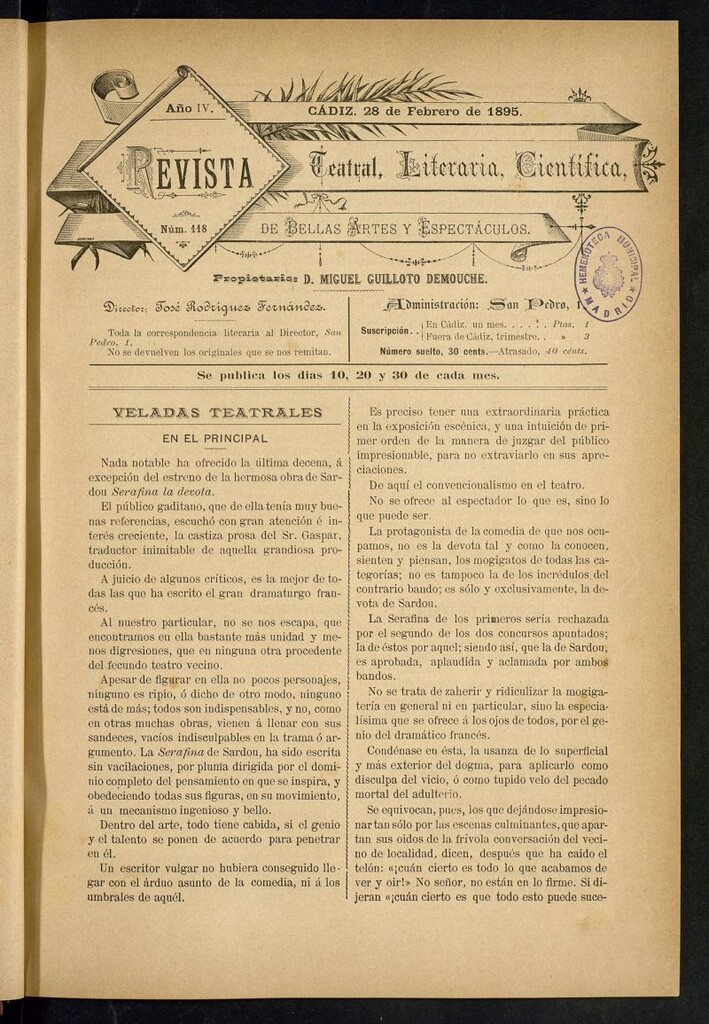 Año IV.
CÁDIZ, 28 de Febrero de 1895.
REVISTA
Teatral, Literaria, Científica,
Núm. 118
DE BELLAS ARTES Y ESPECTÁCULOS.
HEMEROTECA MUNICIPAL
MADRID
Propietario: D. MIGUEL GUILLOTO DEMOUCHE.
Director: José Rodríguez Fernández.
Toda la correspondencia literaria al Director, San
Pedro, 1.
No se devuelven los originales que se nos remitan.
Administración: San Pedro, 1.
Suscripción. . { En Cádiz, un mes. . . . . . Ptas. 1
Fuera de Cádiz, trimestre. . » 3
Número suelto, 30 cents.—Atrasado, 40 cents.
Se publica los dias 10, 20 y 30 de cada mes.
VELADAS TEATRALES
EN EL PRINCIPAL
Nada notable ha ofrecido la última decena, á
excepción del estreno de la hermosa obra de Sar-
dou Serafina la devota.
El público gaditano, que de ella tenía muy bue-
nas referencias, escuchó con gran atención é in-
terés creciente, la castiza prosa del Sr. Gaspar,
traductor inimitable de aquella grandiosa pro-
ducción.
A juicio de algunos críticos, es la mejor de to-
das las que ha escrito el gran dramaturgo fran-
cés.
Al nuestro particular, no se nos escapa, que
encontramos en ella bastante más unidad y me-
nos digresiones, que en ninguna otra procedente
del fecundo teatro vecino.
Apesar de figurar en ella no pocos personajes,
ninguno es ripio, ó dicho de otro modo, ninguno
está de más; todos son indispensables, y no, como
en otras muchas obras, vienen á llenar con sus
sandeces, vacíos indisculpables en la trama ó ar-
gumento. La Serafina de Sardou, ha sido escrita
sin vacilaciones, por pluma dirigida por el domi-
nio completo del pensamiento en que se inspira, y
obedeciendo todas sus figuras, en su movimiento,
á un mecanismo ingenioso y bello.
Dentro del arte, todo tiene cabida, si el genio
y el talento se ponen de acuerdo para penetrar
en él.
Un escritor vulgar no hubiera conseguido lle-
gar con el árduo asunto de la comedia, ni á los
umbrales de aquél.
Es preciso tener una extraordinaria práctica
en la exposición escénica, y una intuición de pri-
mer orden de la manera de juzgar del público
impresionable, para no extraviarlo en sus apre-
ciaciones.
De aquí el convencionalismo en el teatro.
No se ofrece al espectador lo que es, sino lo
que puede ser.
La protagonista de la comedia de que nos ocu-
pamos, no es la devota tal y como la conocen,
sienten y piensan, los mogigatos de todas las ca-
tegorías; no es tampoco la de los incrédulos del
contrario bando; es sólo y exclusivamente, la de-
vota de Sardou.
La Serafina de los primeros sería rechazada
por el segundo de los dos concursos apuntados;
la de éstos por aquel; siendo así, que la de Sardou,
es aprobada, aplaudida y aclamada por ambos
bandos.
No se trata de zaherir y ridiculizar la mogiga-
tería en general ni en particular, sino la especia-
lísima que se ofrece á los ojos de todos, por el ge-
nio del dramático francés.
Condénase en ésta, la usanza de lo superficial
y más exterior del dogma, para aplicarlo como
disculpa del vicio, ó como tupido velo del pecado
mortal del adulterio.
Se equivocan, pues, los que dejándose impresio-
nar tan sólo por las escenas culminantes, que apar-
tan sus oidos de la frívola conversación del veci-
no de localidad, dicen, después que ha caido el
telón: «¡cuán cierto es todo lo que acabamos de
ver y oir!» No señor, no están en lo firme. Si di-
jeran «¡cuán cierto es que todo esto puede suce-